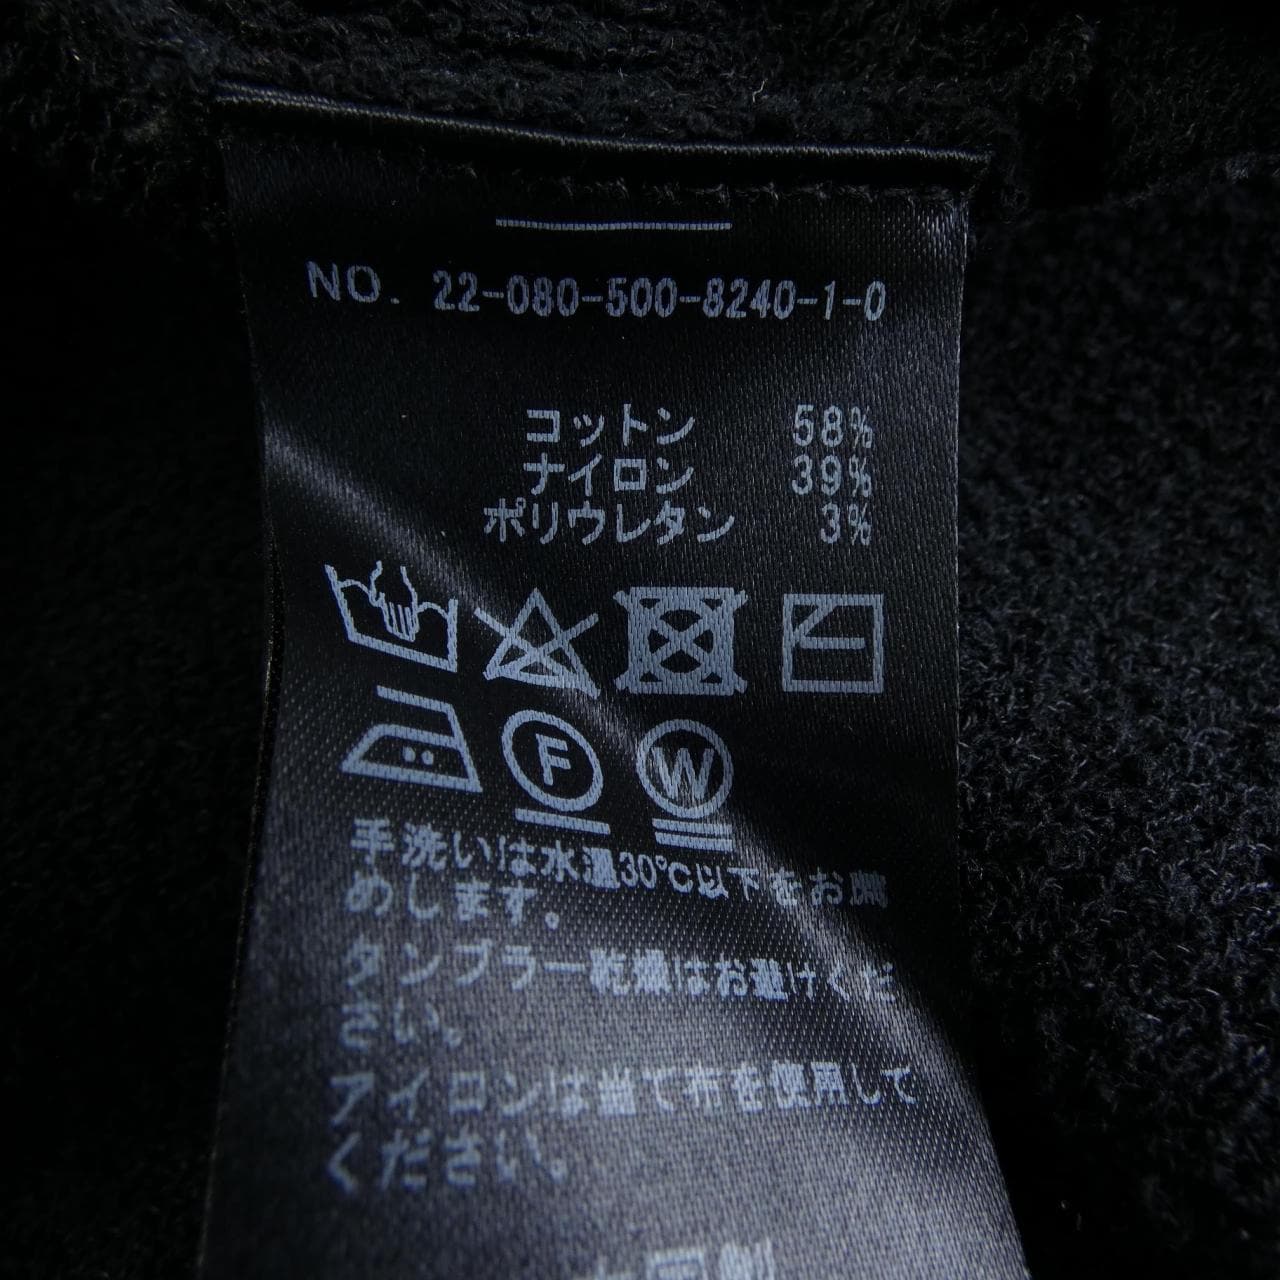 NO. 22-080-500-8240-1-0
コットン 58%
ナイロン 39%
ポリウレタン 3%
F W
手洗いは水温30℃以下をお薦
めします。
タンブラー乾燥はお避けくだ
さい。
アイロンは当て布を使用して
ください。